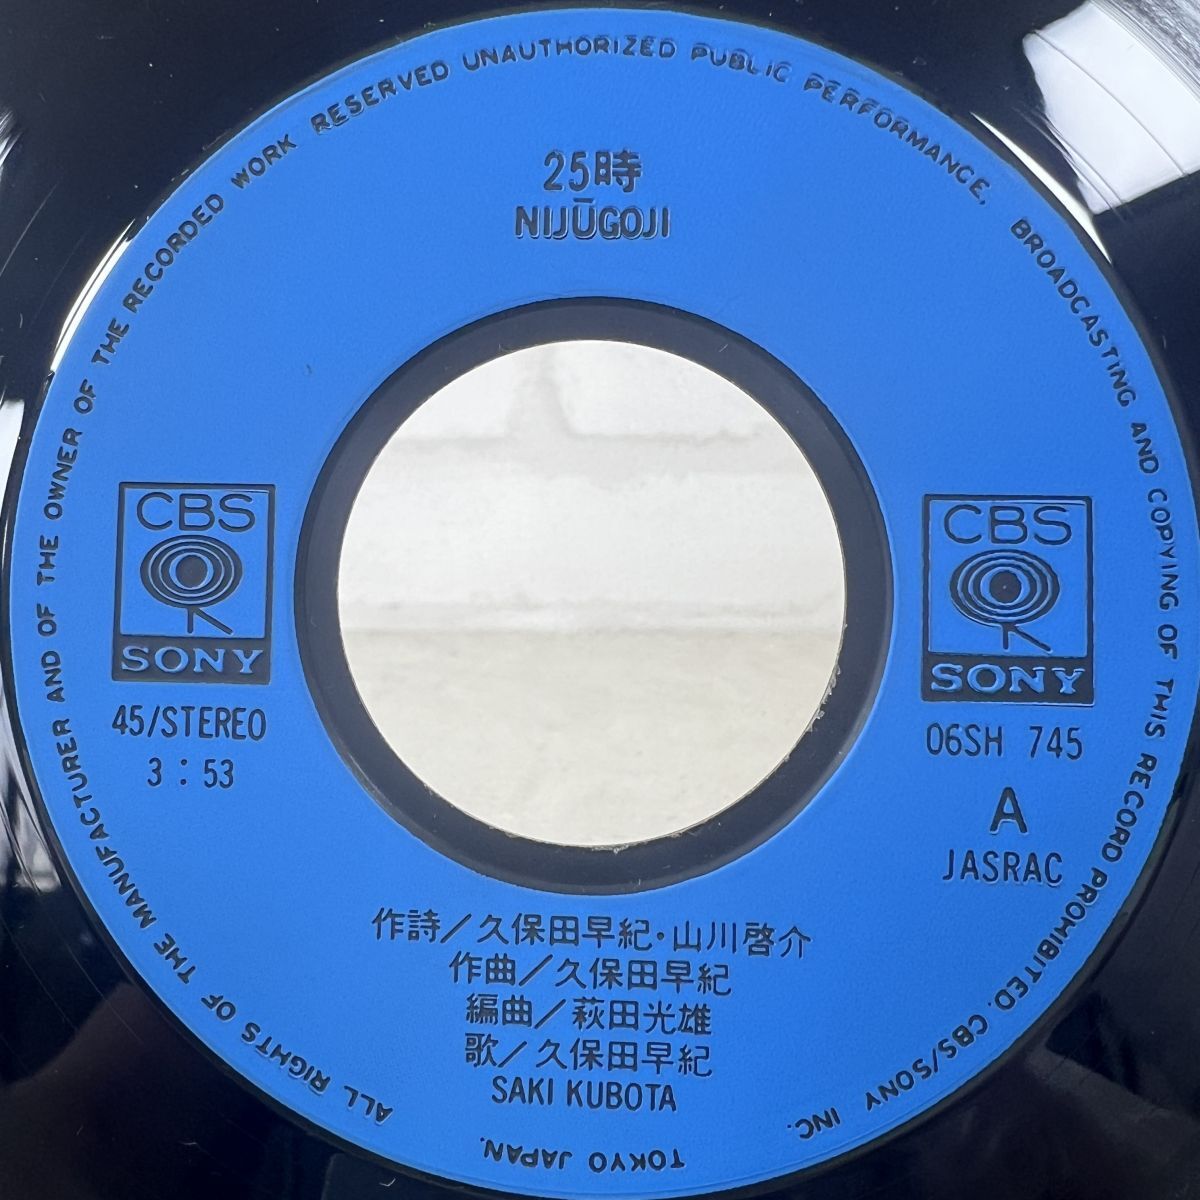 ALL RIGHTS OF THE MANUFACTURER AND OF THE OWNER OF THE RECORDED WORK RESERVED UNAUTHORIZED PUBLIC PERFORMANCE, BROADCASTING AND COPYING OF THIS RECORD PROHIBITED. CBS/SONY INC. TOKYO JAPAN.
25時
NIJŪGOJI
CBS
SONY
45/STEREO
3:53
CBS
SONY
06SH 745
A
JASRAC
作詩/久保田早紀・山川啓介
作曲/久保田早紀
編曲/萩田光雄
歌/久保田早紀
SAKI KUBOTA